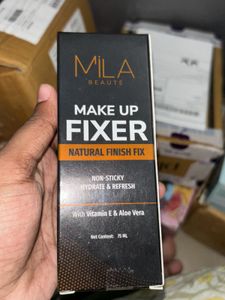 MiLA
BEAUTÉ
MAKE UP
FIXER
NATURAL FINISH FIX
NON-STICKY
HYDRATE & REFRESH
With Vitamin E & Aloe Vera
Net Content: 75 ML